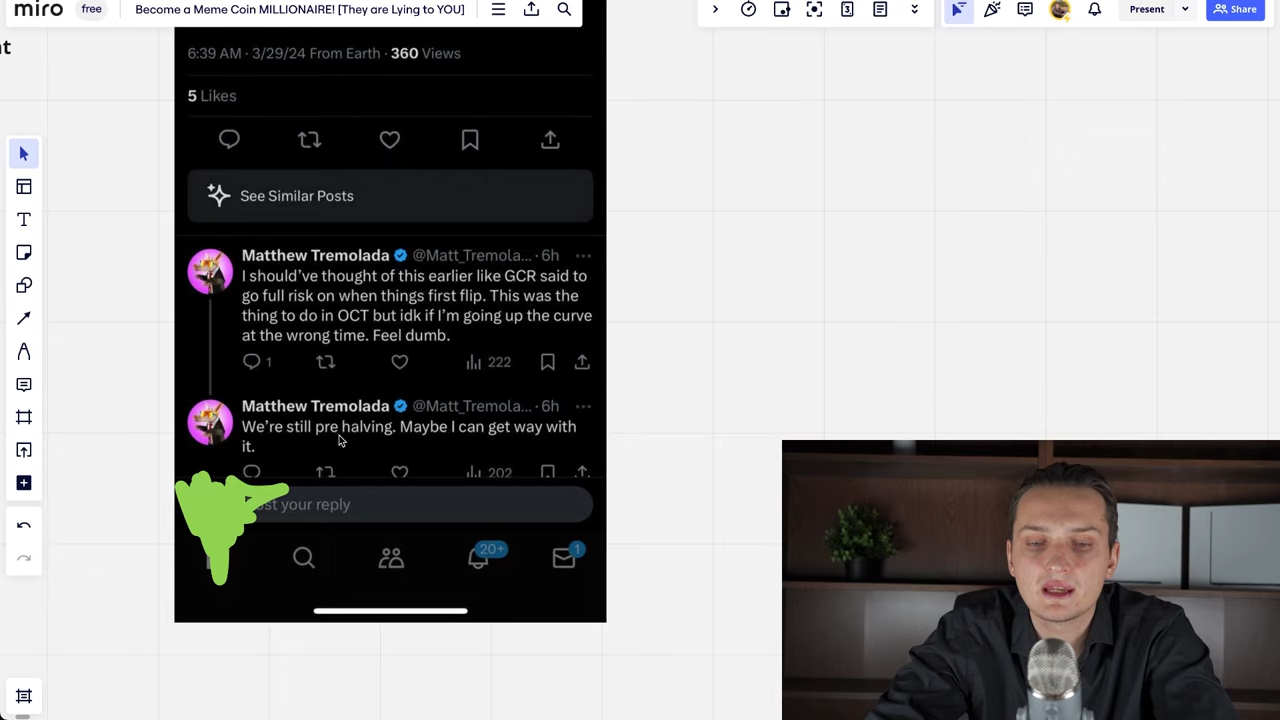 miro free Become a Meme Coin MILLIONAIRE! [They are Lying to YOU] 3 Present Share
nt
6:39 AM · 3/29/24 From Earth · 360 Views
5 Likes
See Similar Posts
Matthew Tremolada @Matt_Tremola... · 6h
I should've thought of this earlier like GCR said to
go full risk on when things first flip. This was the
thing to do in OCT but idk if I'm going up the curve
at the wrong time. Feel dumb.
1 222
Matthew Tremolada @Matt_Tremola... · 6h
We're still pre halving. Maybe I can get way with
it.
202
ost your reply
20+ 1